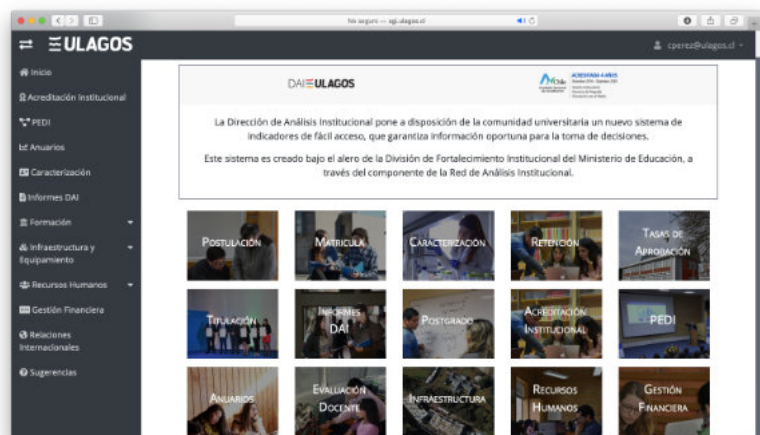 No seguro — sgi.ulagos.cl
ULAGOS
cperez@ulagos.cl
Inicio
Acreditación Institucional
PEDI
Anuarios
Caracterización
Informes DAI
Formación
Infraestructura y
Equipamiento
Recursos Humanos
Gestión Financiera
Relaciones
Internacionales
Sugerencias
DAI ULAGOS
ACREDITADA 4 AÑOS
La Dirección de Análisis Institucional pone a disposición de la comunidad universitaria un nuevo sistema de
indicadores de fácil acceso, que garantiza información oportuna para la toma de decisiones.
Este sistema es creado bajo el alero de la División de Fortalecimiento Institucional del Ministerio de Educación, a
través del componente de la Red de Análisis Institucional.
Postulación
Matricula
Caracterización
Retención
Tasas de
Aprobación
Titulación
Informes
DAI
Postgrado
Acreditación
Institucional
PEDI
Anuarios
Evaluación
Docente
Infraestructura
Recursos
Humanos
Gestión
Financiera